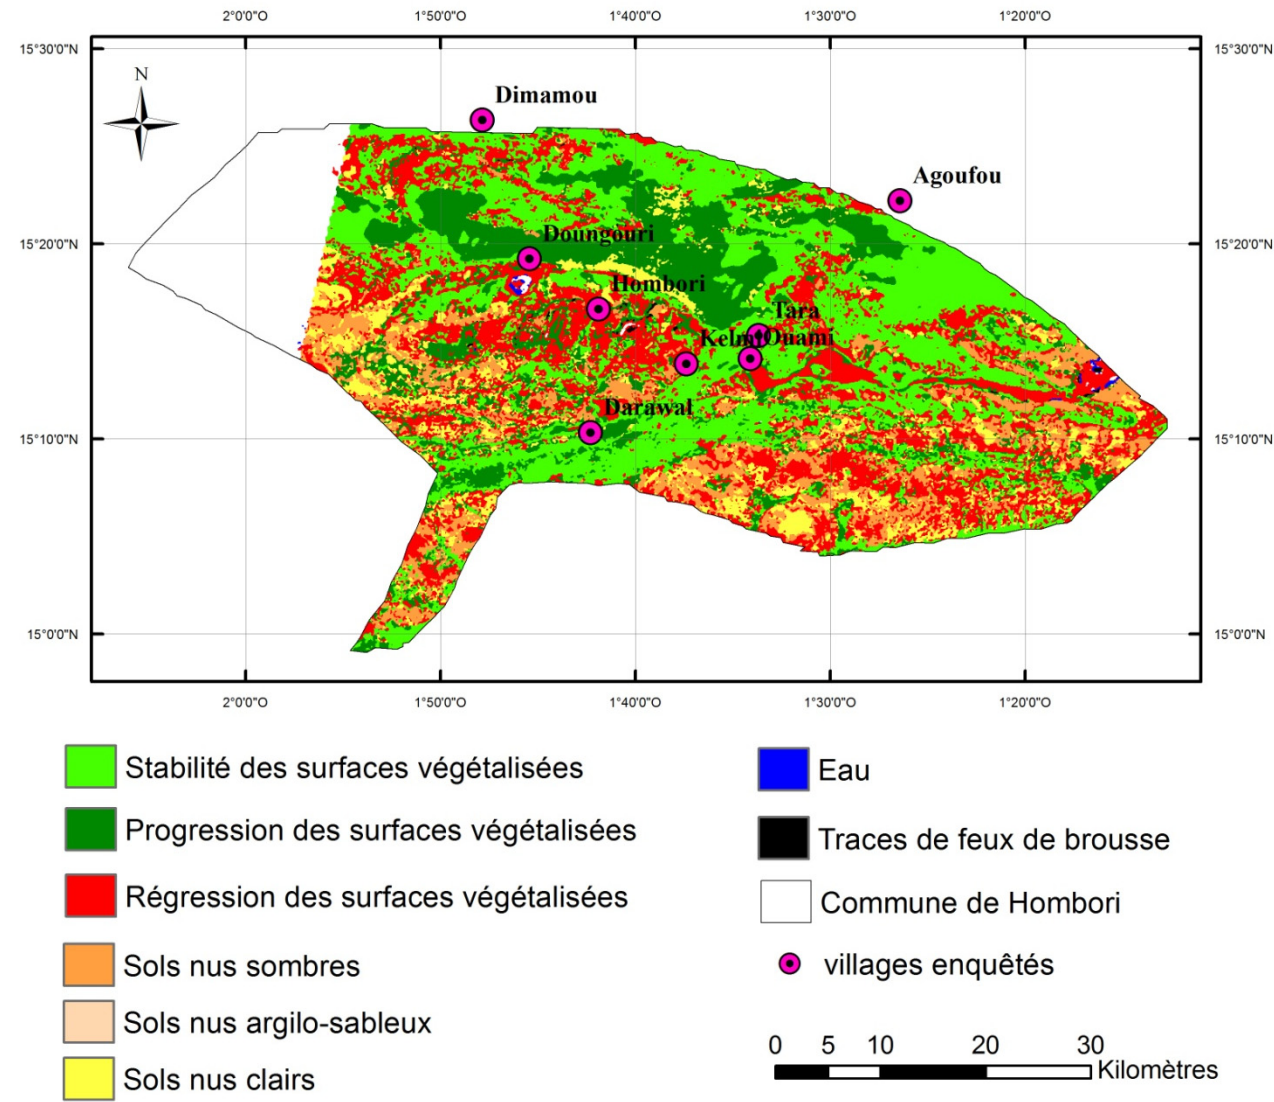 2°0'0"O 1°50'0"O 1°40'0"O 1°30'0"O 1°20'0"O
15°30'0"N 15°30'0"N
N
Dimamou
Agoufou
15°20'0"N 15°20'0"N
Doungouri
Hombori
Tara
Kelmi Ouami
Darawal
15°10'0"N 15°10'0"N
15°0'0"N 15°0'0"N
2°0'0"O 1°50'0"O 1°40'0"O 1°30'0"O 1°20'0"O
Stabilité des surfaces végétalisées
Progression des surfaces végétalisées
Régression des surfaces végétalisées
Sols nus sombres
Sols nus argilo-sableux
Sols nus clairs
Eau
Traces de feux de brousse
Commune de Hombori
villages enquêtés
0 5 10 20 30
Kilomètres